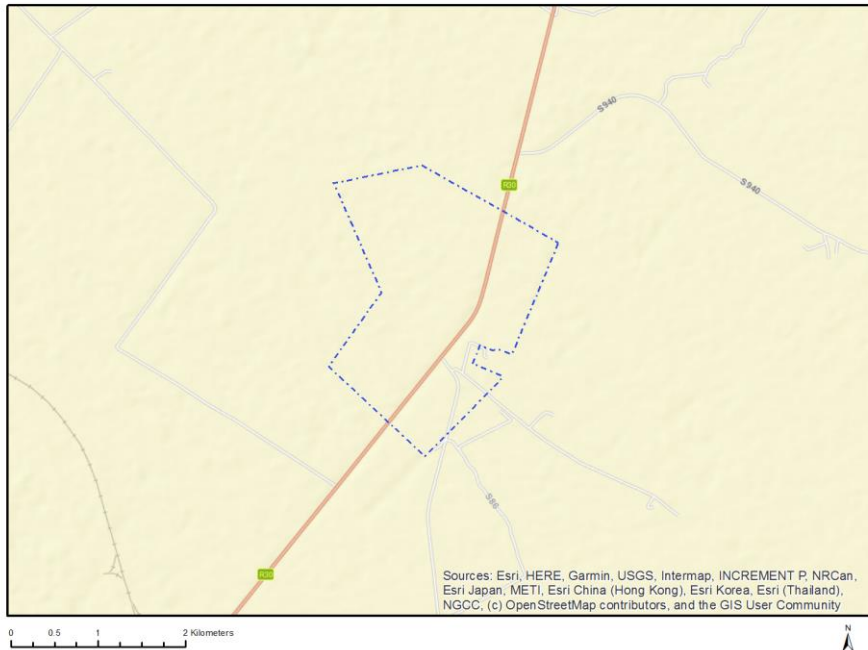 S940
R30
S940
S86
R30
Sources: Esri, HERE, Garmin, USGS, Intermap, INCREMENT P, NRCan,
Esri Japan, METI, Esri China (Hong Kong), Esri Korea, Esri (Thailand),
NGCC, (c) OpenStreetMap contributors, and the GIS User Community
0 0.5 1 2 Kilometers
N